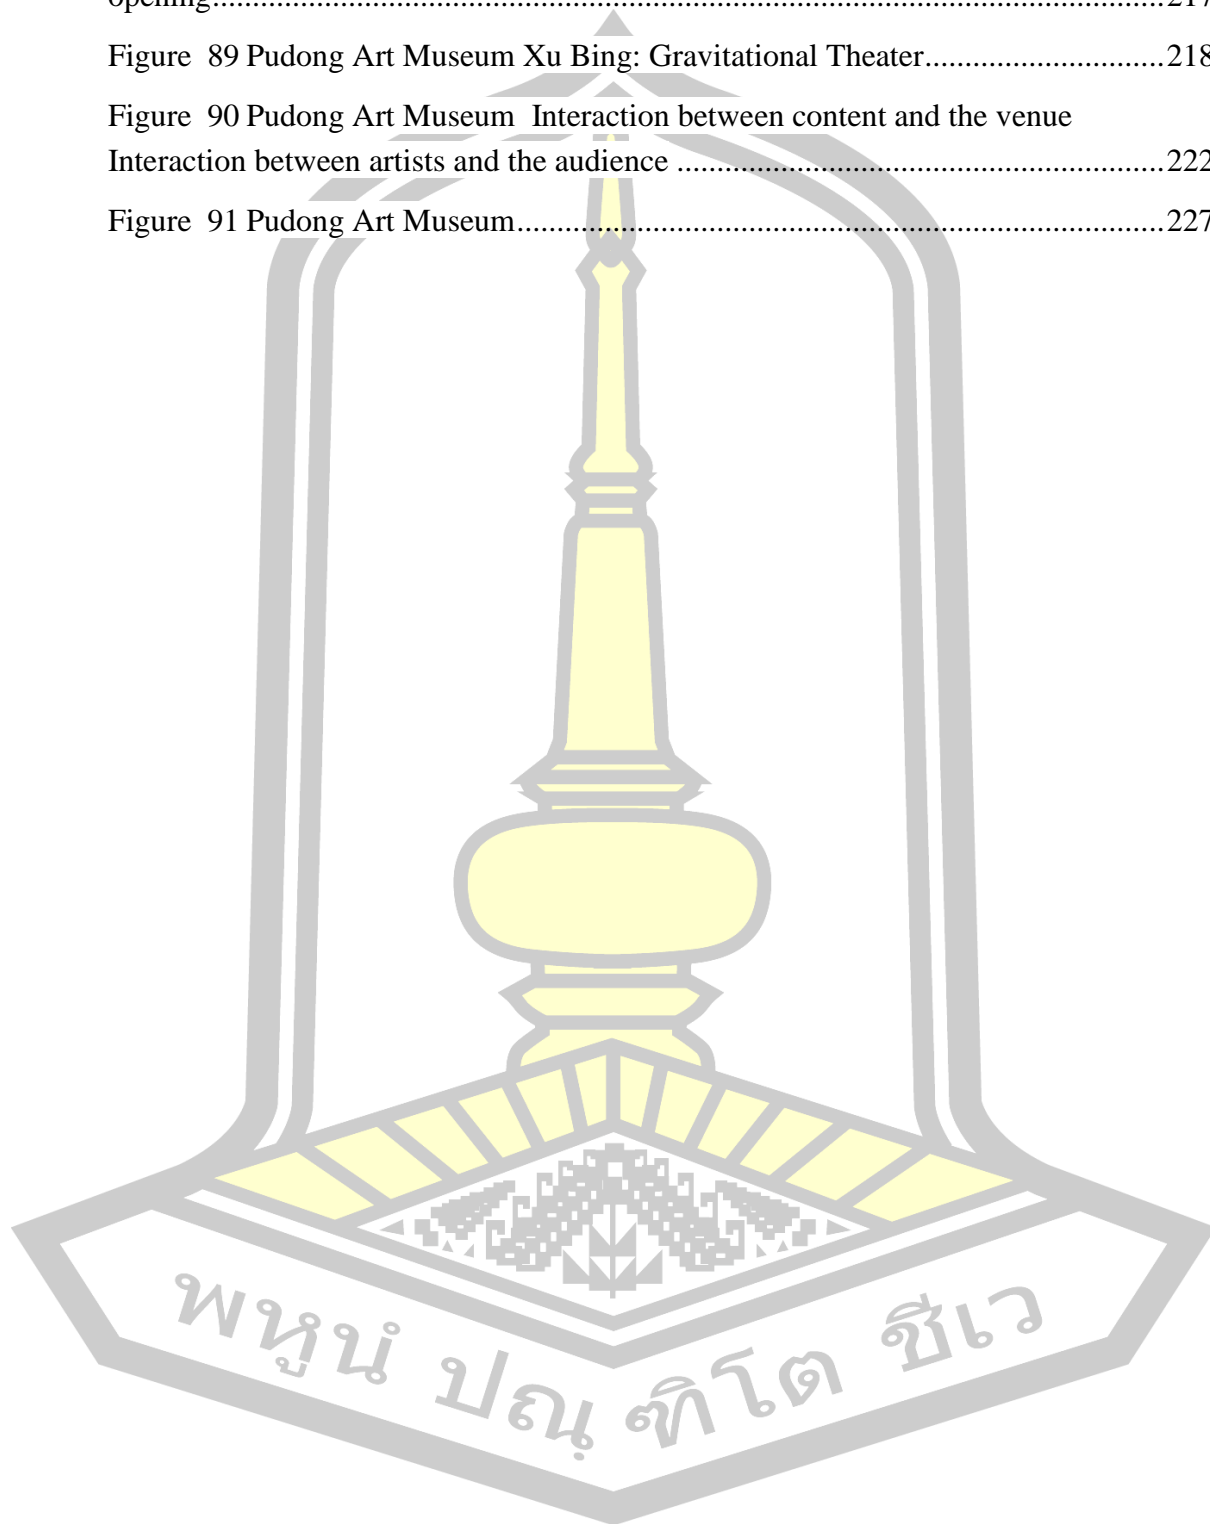 opening....................................................................................................................217
Figure  89 Pudong Art Museum Xu Bing: Gravitational Theater.............................218
Figure  90 Pudong Art Museum  Interaction between content and the venue
Interaction between artists and the audience ...........................................................222
Figure  91 Pudong Art Museum...............................................................................227
พหูนํ ปณฺฑิโต ชีเว